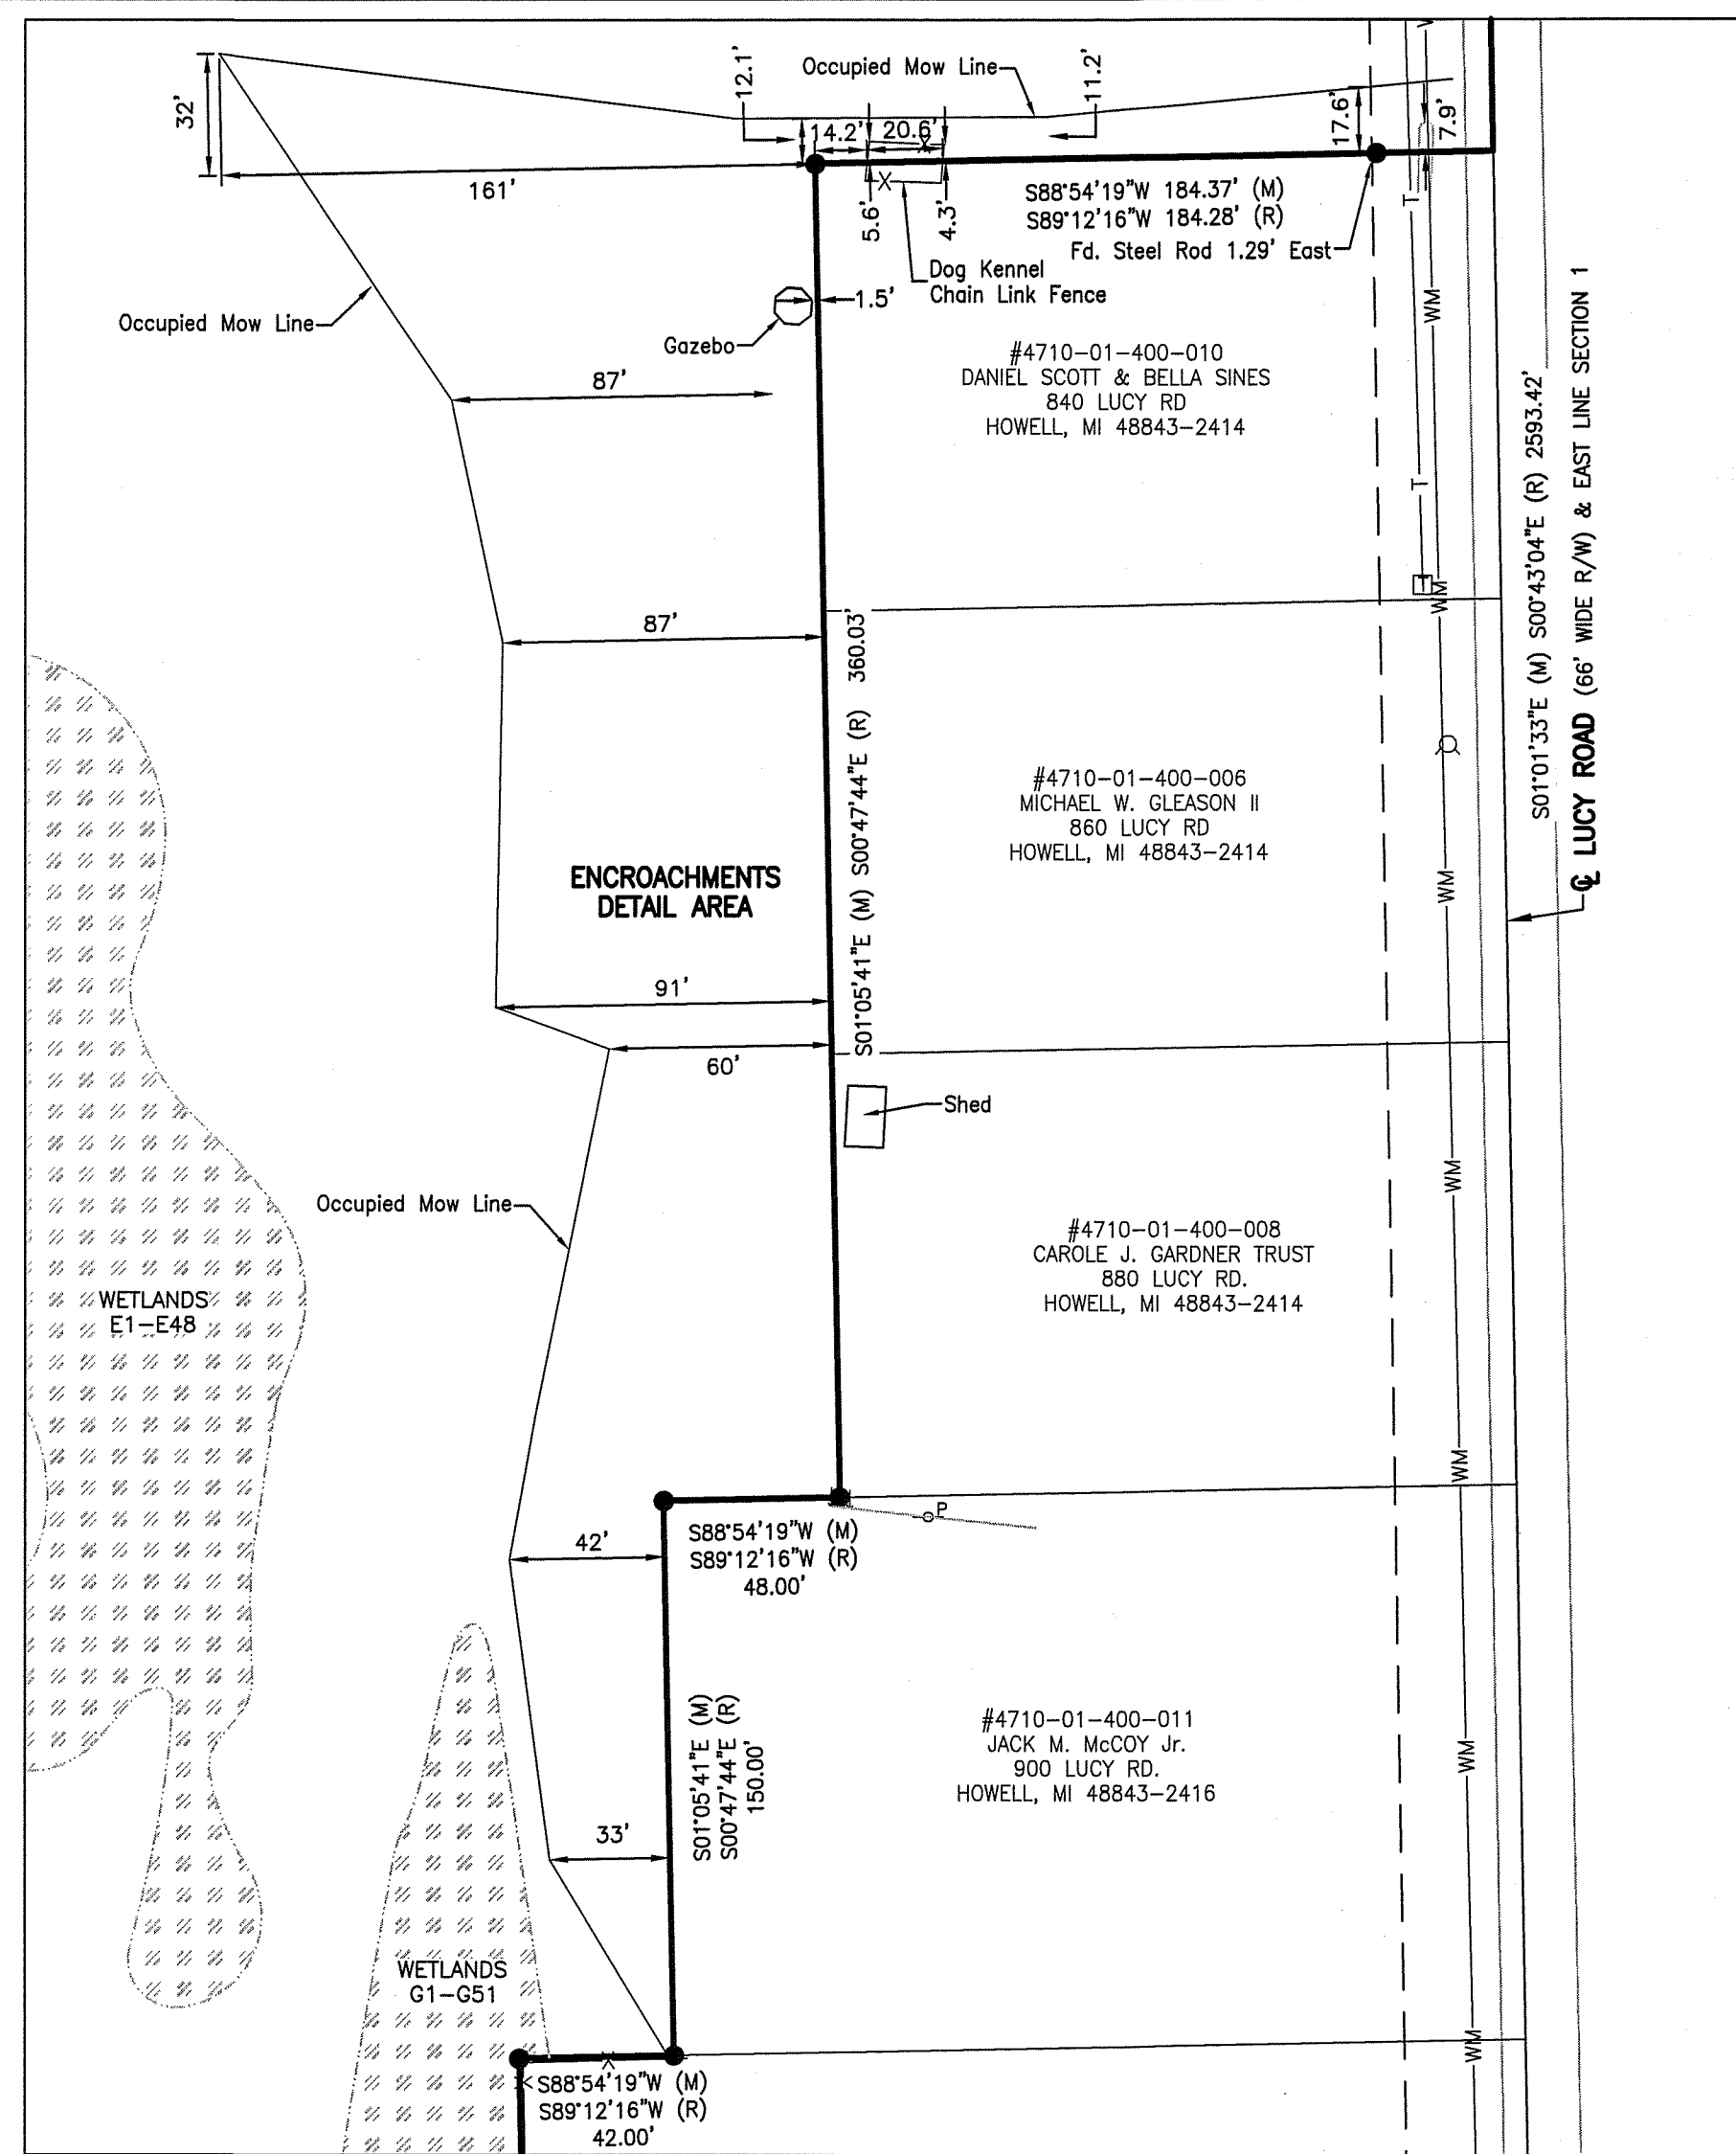 32'
12.1'
Occupied Mow Line
11.2'
14.2'
20.6'
17.6'
7.9'
161'
X
X
5.6'
4.3'
S88°54'19"W 184.37' (M)
S89°12'16"W 184.28' (R)
Fd. Steel Rod 1.29' East
Dog Kennel
Chain Link Fence
T
WM
1.5'
Occupied Mow Line
Gazebo
87'
#4710-01-400-010
DANIEL SCOTT & BELLA SINES
840 LUCY RD
HOWELL, MI 48843-2414
T
T
WM
S01°01'33"E (M) S00°43'04"E (R) 2593.42'
℄ LUCY ROAD (66' WIDE R/W) & EAST LINE SECTION 1
87'
S01°05'41"E (M) S00°47'44"E (R) 360.03'
#4710-01-400-006
MICHAEL W. GLEASON II
860 LUCY RD
HOWELL, MI 48843-2414
WM
ENCROACHMENTS
DETAIL AREA
91'
60'
Shed
WM
Occupied Mow Line
#4710-01-400-008
CAROLE J. GARDNER TRUST
880 LUCY RD.
HOWELL, MI 48843-2414
WETLANDS
E1-E48
WM
P
42'
S88°54'19"W (M)
S89°12'16"W (R)
48.00'
S01°05'41"E (M)
S00°47'44"E (R)
150.00'
#4710-01-400-011
JACK M. McCOY Jr.
900 LUCY RD.
HOWELL, MI 48843-2416
WM
33'
WETLANDS
G1-G51
WM
X
X
S88°54'19"W (M)
S89°12'16"W (R)
42.00'